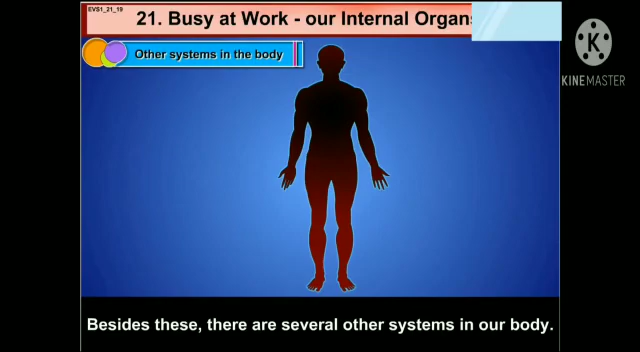 EVS1_21_19
21. Busy at Work - our Internal Organs
Other systems in the body
K
KINEMASTER
Besides these, there are several other systems in our body.